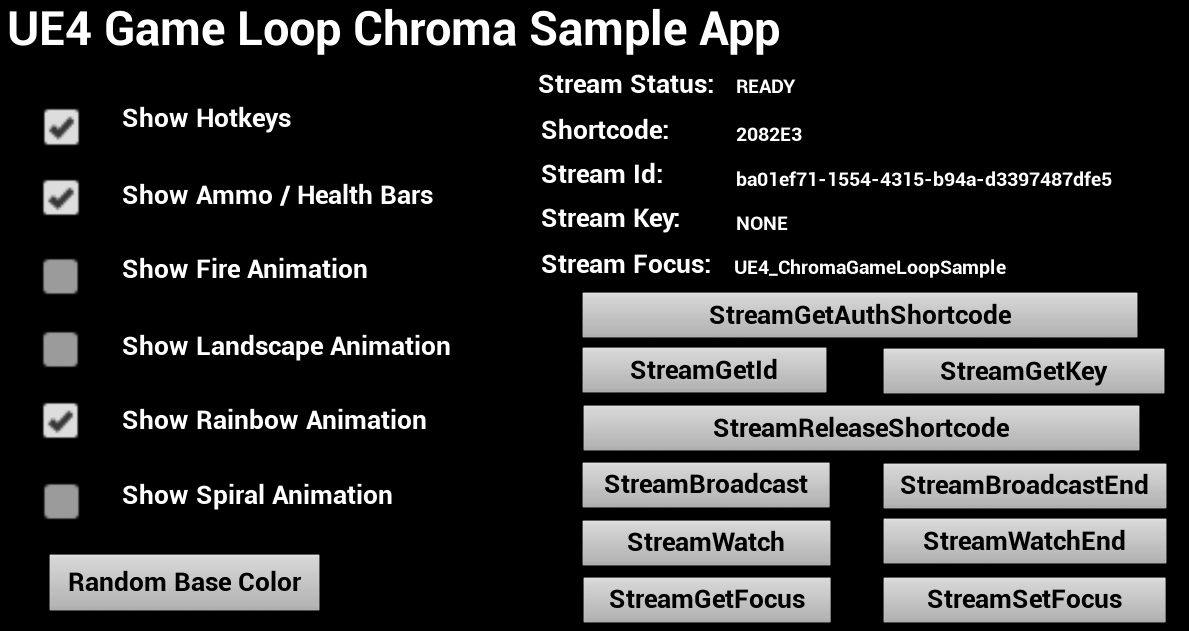 UE4 Game Loop Chroma Sample App
Show Hotkeys
Show Ammo / Health Bars
Show Fire Animation
Show Landscape Animation
Show Rainbow Animation
Show Spiral Animation
Random Base Color
Stream Status: READY
Shortcode: 2082E3
Stream Id: ba01ef71-1554-4315-b94a-d3397487dfe5
Stream Key: NONE
Stream Focus: UE4_ChromaGameLoopSample
StreamGetAuthShortcode
StreamGetId StreamGetKey
StreamReleaseShortcode
StreamBroadcast StreamBroadcastEnd
StreamWatch StreamWatchEnd
StreamGetFocus StreamSetFocus